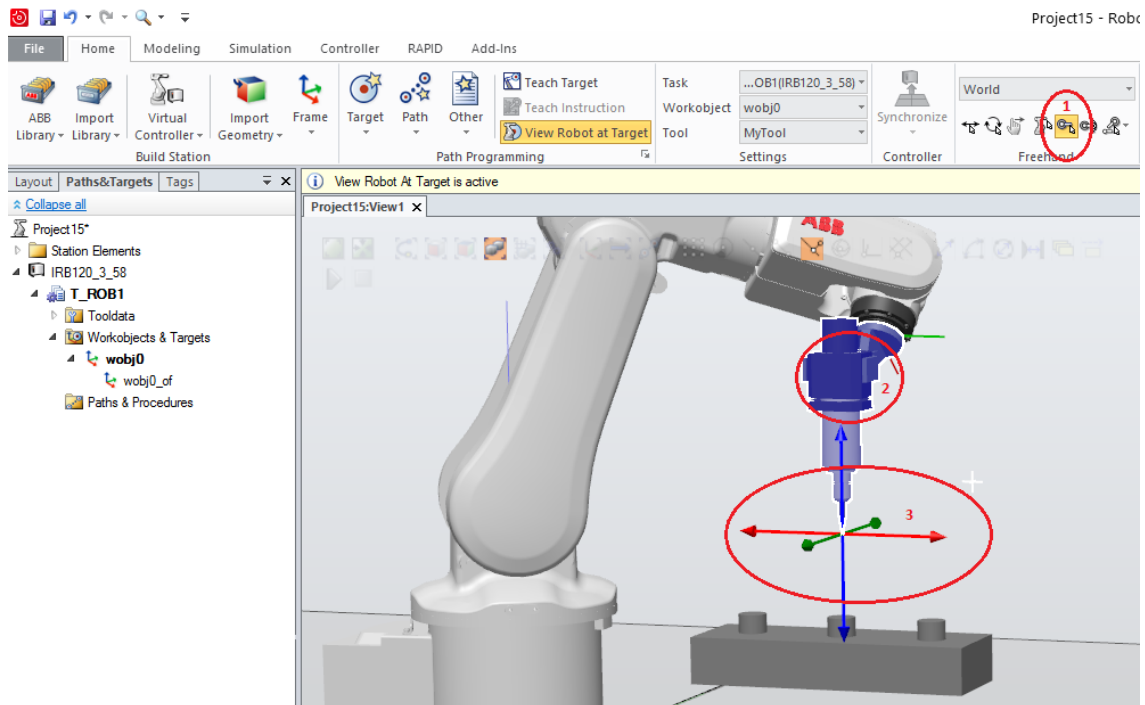 Project15 - Robo
File Home Modeling Simulation Controller RAPID Add-Ins
ABB Library
Import Library
Virtual Controller
Import Geometry
Frame
Build Station
Target
Path
Other
Teach Target
Teach Instruction
View Robot at Target
Path Programming
Task ...OB1(IRB120_3_58)
Workobject wobj0
Tool MyTool
Settings
Synchronize
Controller
World
1
Freehand
Layout Paths&Targets Tags
Collapse all
Project15*
Station Elements
IRB120_3_58
T_ROB1
Tooldata
Workobjects & Targets
wobj0
wobj0_of
Paths & Procedures
View Robot At Target is active
Project15:View1
ABB
2
3